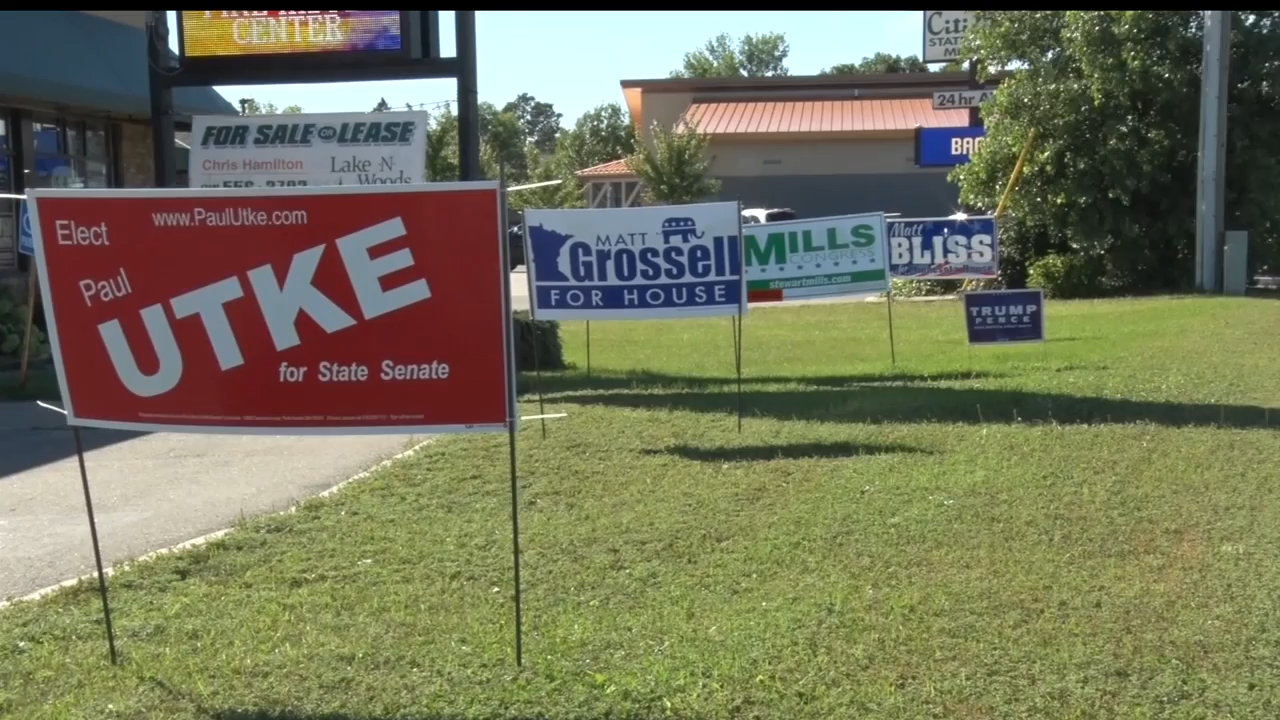 CENTER
FOR SALE OR LEASE
Chris Hamilton
Lake N Woods
Elect
www.PaulUtke.com
Paul
UTKE
for State Senate
MATT
Grossell
FOR HOUSE
MILLS
CONGRESS
stewartmills.com
Matt
BLISS
TRUMP
PENCE
24 hr A
BAG